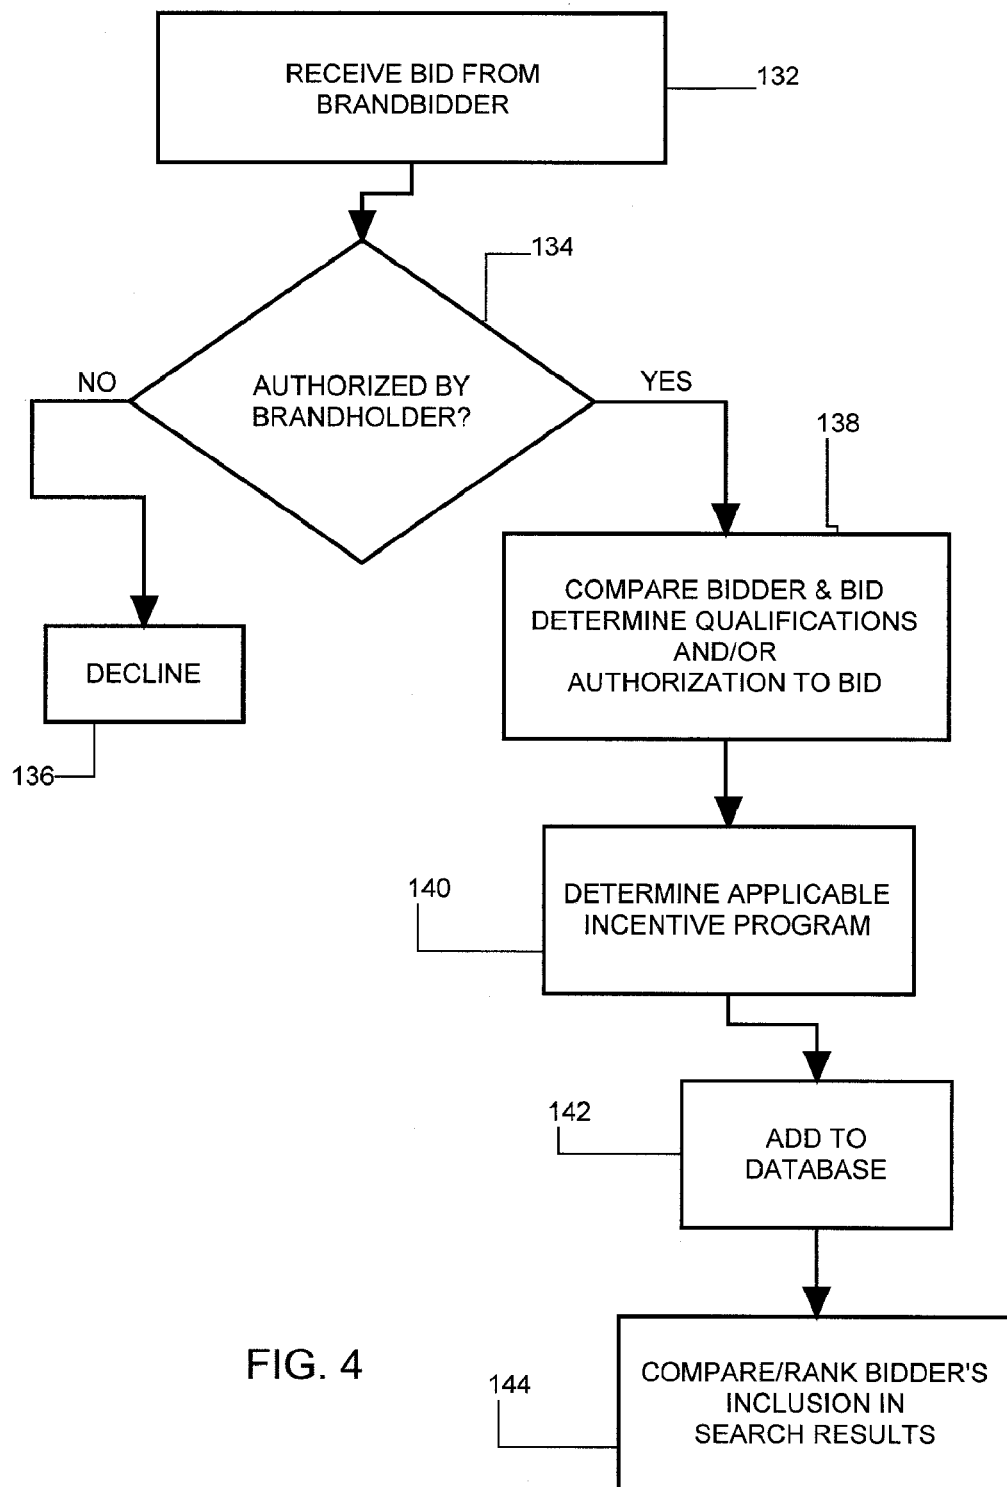 RECEIVE BID FROM
BRANDBIDDER
132
134
NO
AUTHORIZED BY
BRANDHOLDER?
YES
138
COMPARE BIDDER & BID
DETERMINE QUALIFICATIONS
AND/OR
AUTHORIZATION TO BID
DECLINE
136
140
DETERMINE APPLICABLE
INCENTIVE PROGRAM
142
ADD TO
DATABASE
FIG. 4
144
COMPARE/RANK BIDDER'S
INCLUSION IN
SEARCH RESULTS